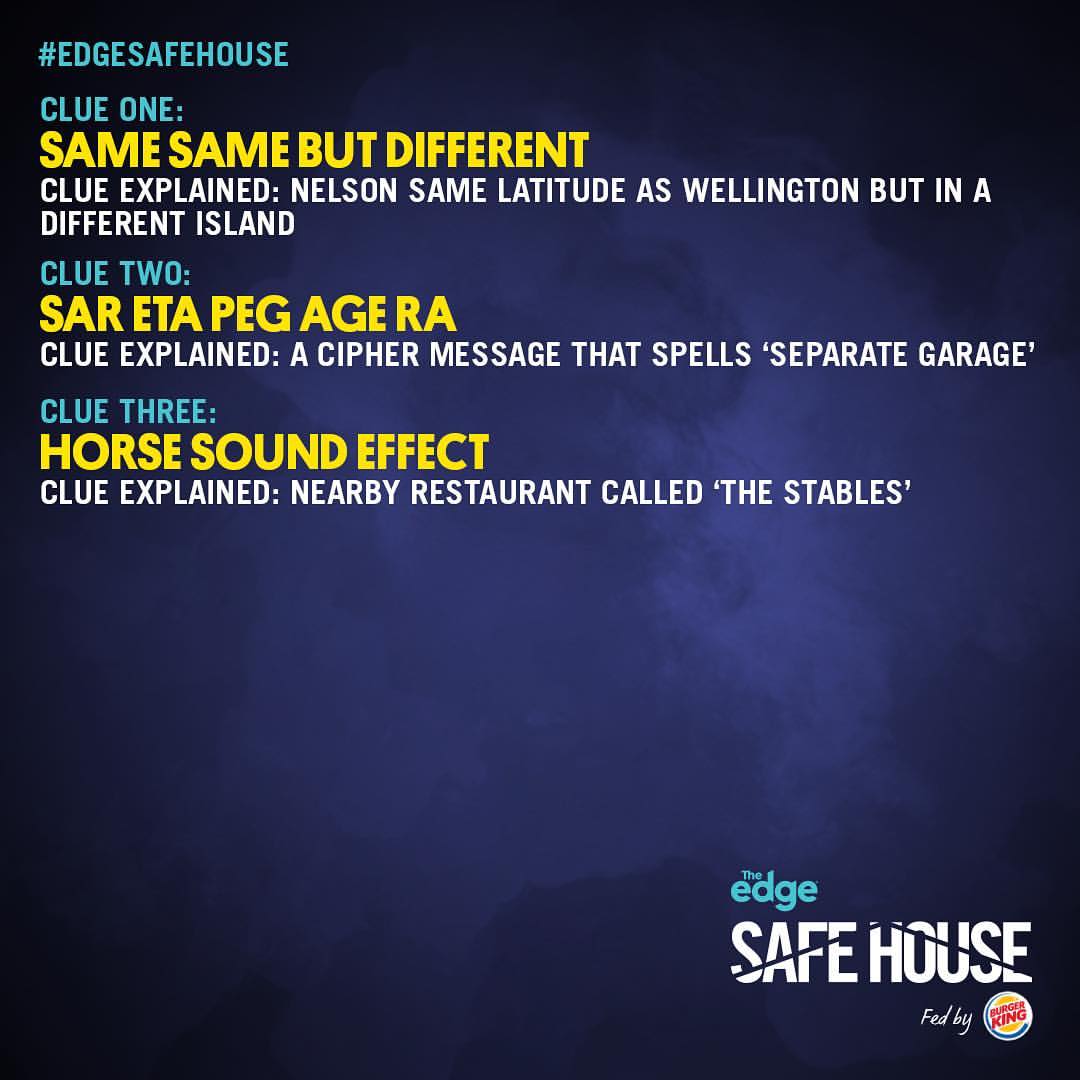 #EDGESAFEHOUSE
CLUE ONE:
SAME SAME BUT DIFFERENT
CLUE EXPLAINED: NELSON SAME LATITUDE AS WELLINGTON BUT IN A
DIFFERENT ISLAND
CLUE TWO:
SAR ETA PEG AGE RA
CLUE EXPLAINED: A CIPHER MESSAGE THAT SPELLS ‘SEPARATE GARAGE’
CLUE THREE:
HORSE SOUND EFFECT
CLUE EXPLAINED: NEARBY RESTAURANT CALLED ‘THE STABLES’
The
edge
SAFE HOUSE
Fed by
BURGER
KING